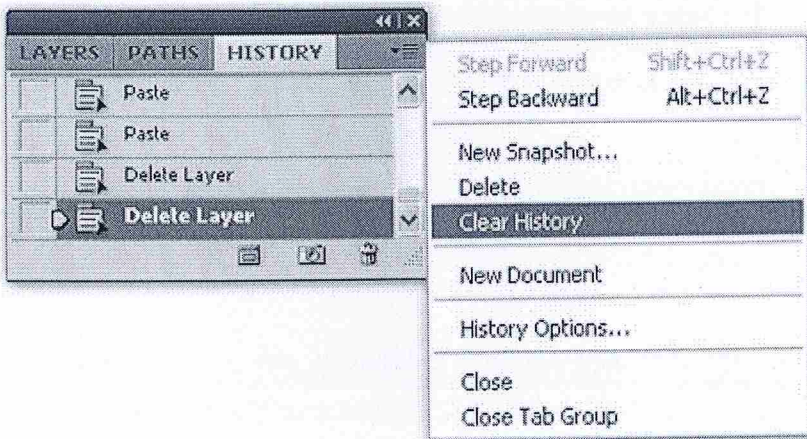 LAYERS PATHS HISTORY
Paste
Paste
Delete Layer
Delete Layer
Step Forward Shift+Ctrl+Z
Step Backward Alt+Ctrl+Z
New Snapshot...
Delete
Clear History
New Document
History Options...
Close
Close Tab Group